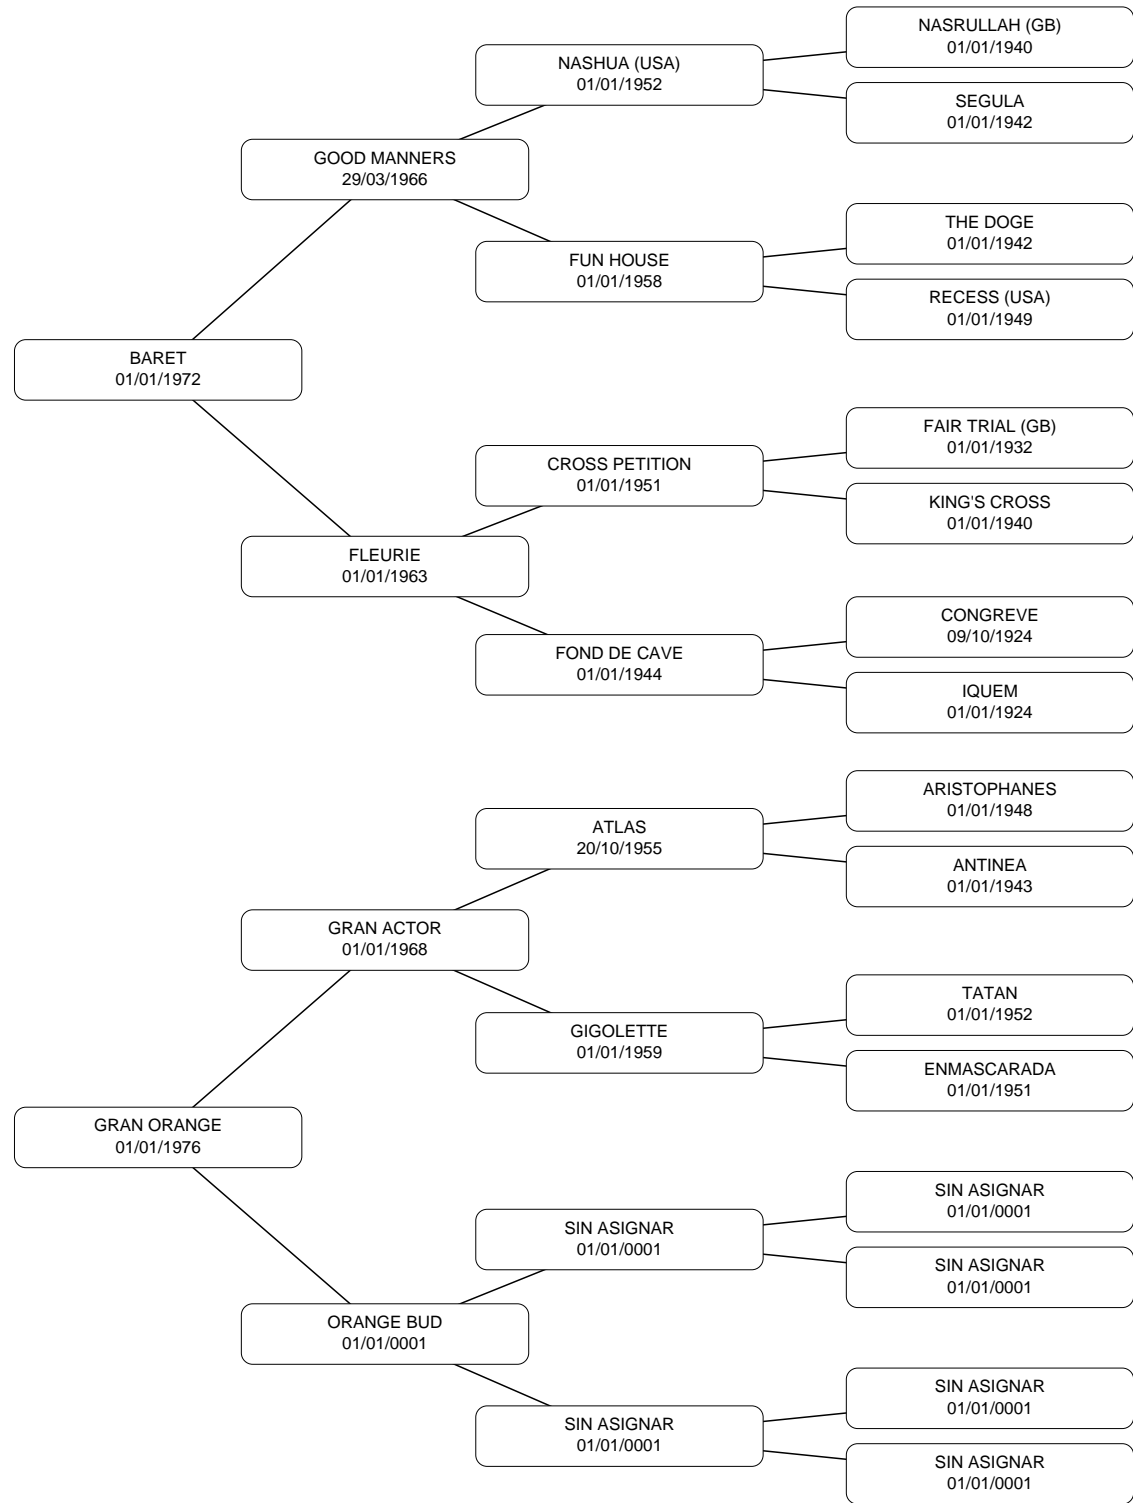 NASRULLAH (GB)
01/01/1940
NASHUA (USA)
01/01/1952
SEGULA
01/01/1942
GOOD MANNERS
29/03/1966
THE DOGE
01/01/1942
FUN HOUSE
01/01/1958
RECESS (USA)
01/01/1949
BARET
01/01/1972
FAIR TRIAL (GB)
01/01/1932
CROSS PETITION
01/01/1951
KING'S CROSS
01/01/1940
FLEURIE
01/01/1963
CONGREVE
09/10/1924
FOND DE CAVE
01/01/1944
IQUEM
01/01/1924
ARISTOPHANES
01/01/1948
ATLAS
20/10/1955
ANTINEA
01/01/1943
GRAN ACTOR
01/01/1968
TATAN
01/01/1952
GIGOLETTE
01/01/1959
ENMASCARADA
01/01/1951
GRAN ORANGE
01/01/1976
SIN ASIGNAR
01/01/0001
SIN ASIGNAR
01/01/0001
SIN ASIGNAR
01/01/0001
ORANGE BUD
01/01/0001
SIN ASIGNAR
01/01/0001
SIN ASIGNAR
01/01/0001
SIN ASIGNAR
01/01/0001